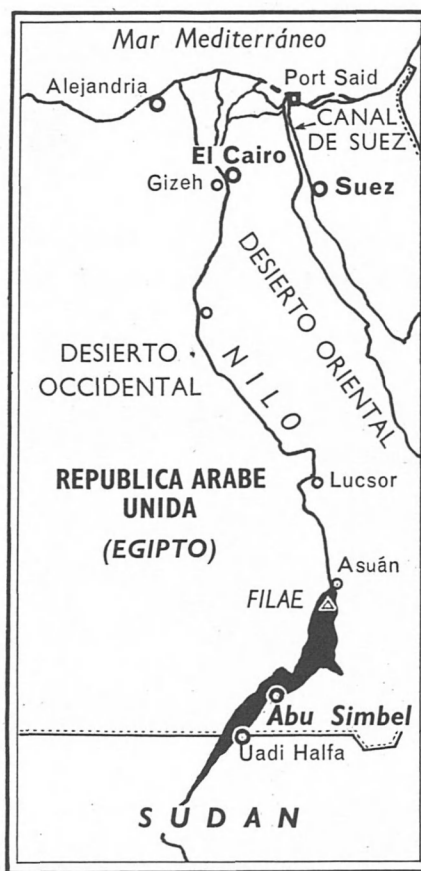 Mar Mediterráneo
Alejandria
Port Said
CANAL
DE SUEZ
El Cairo
Gizeh
Suez
DESIERTO ORIENTAL
DESIERTO
OCCIDENTAL
NILO
REPUBLICA ARABE
UNIDA
(EGIPTO)
Lucsor
Asuán
FILAE
Abu Simbel
Uadi Halfa
SUDAN